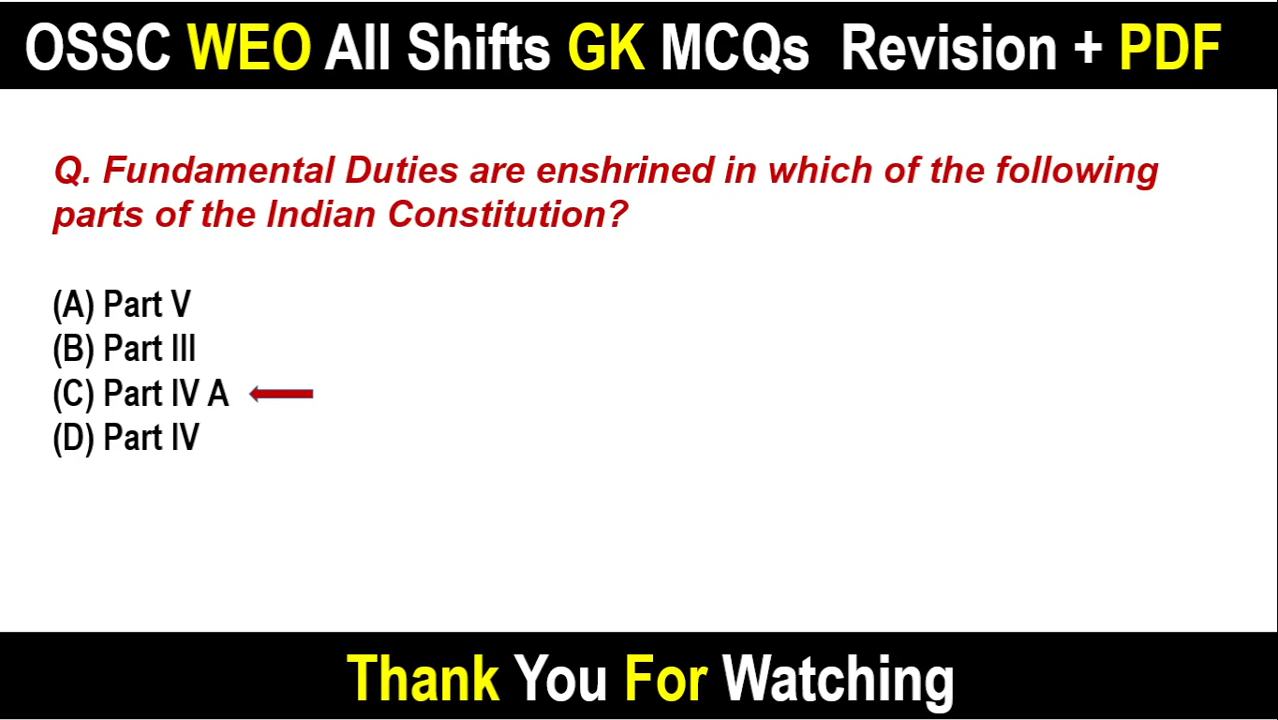 OSSC WEO All Shifts GK MCQs Revision + PDF
Q. Fundamental Duties are enshrined in which of the following
parts of the Indian Constitution?
(A) Part V
(B) Part III
(C) Part IV A
(D) Part IV
Thank You For Watching